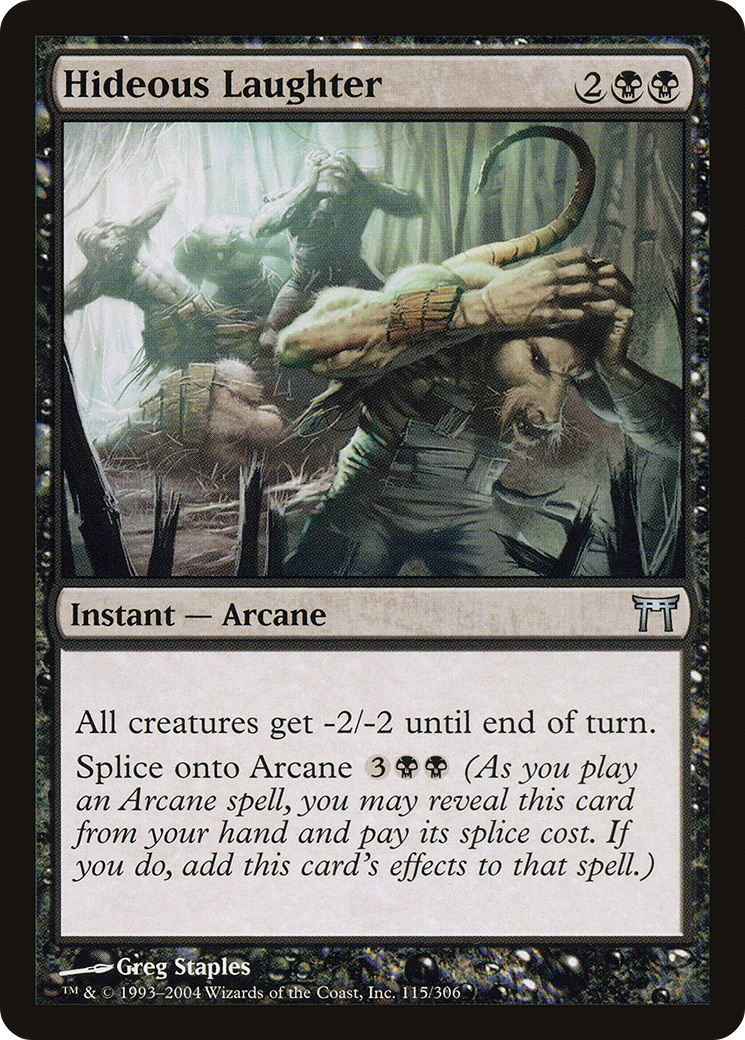 Hideous Laughter 2
Instant — Arcane
All creatures get -2/-2 until end of turn.
Splice onto Arcane 3 (As you play
an Arcane spell, you may reveal this card
from your hand and pay its splice cost. If
you do, add this card's effects to that spell.)
Greg Staples
™ & © 1993–2004 Wizards of the Coast, Inc. 115/306